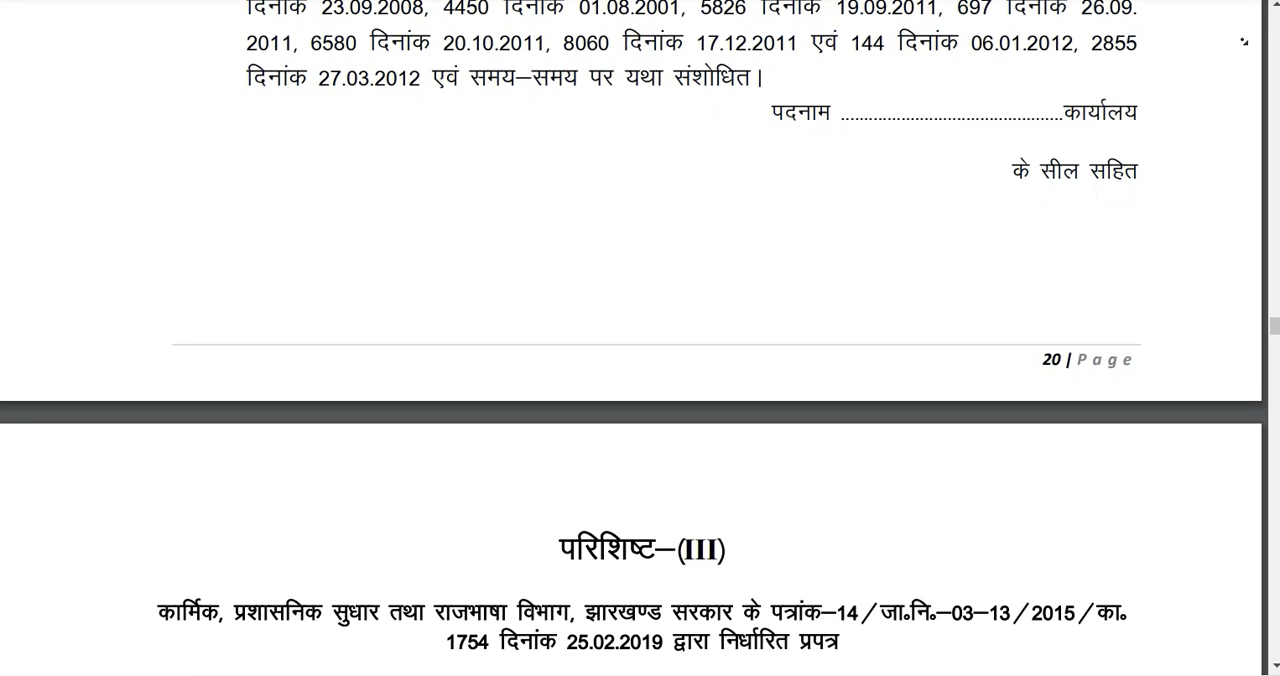 दिनांक 23.09.2008, 4450 दिनांक 01.08.2001, 5826 दिनांक 19.09.2011, 697 दिनांक 26.09.
2011, 6580 दिनांक 20.10.2011, 8060 दिनांक 17.12.2011 एवं 144 दिनांक 06.01.2012, 2855
दिनांक 27.03.2012 एवं समय–समय पर यथा संशोधित।
पदनाम ................................................कार्यालय
के सील सहित
20 | Page
परिशिष्ट–(III)
कार्मिक, प्रशासनिक सुधार तथा राजभाषा विभाग, झारखण्ड सरकार के पत्रांक–14/जा॰नि॰–03–13/2015/का॰
1754 दिनांक 25.02.2019 द्वारा निर्धारित प्रपत्र